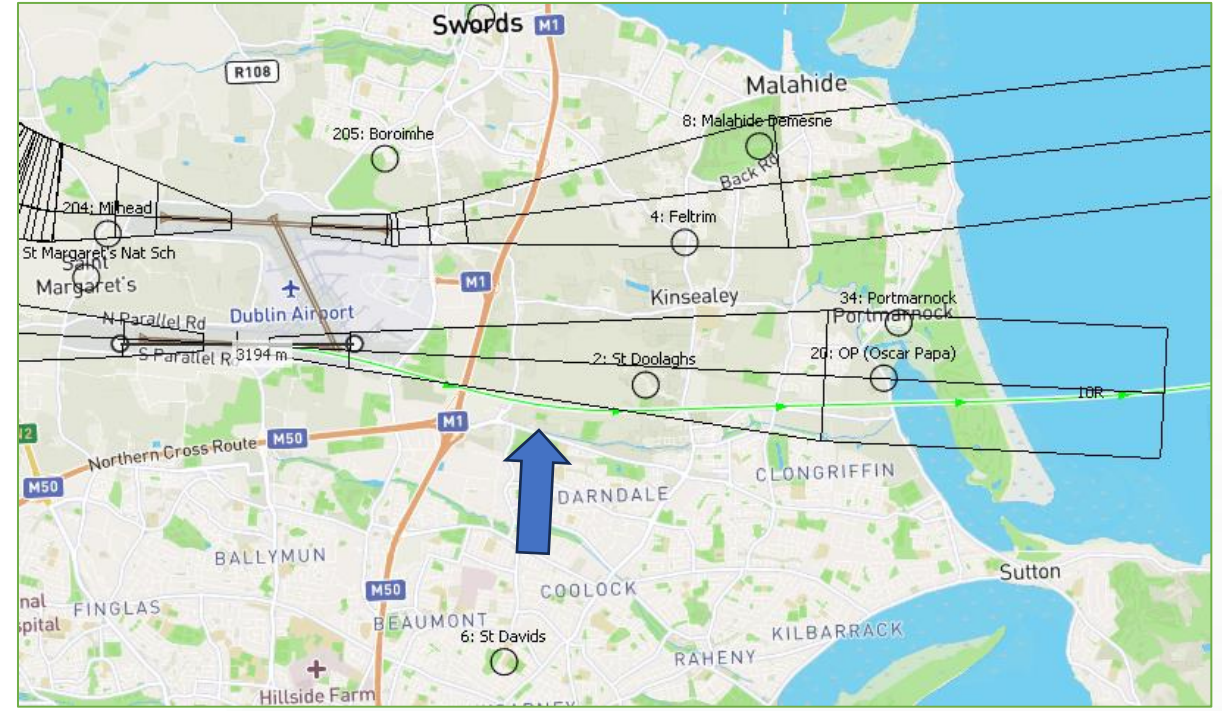 Swords
M1
Malahide
R108
8: Malahide Demesne
205: Boroimhe
Back Rd
204: Milhead
4: Feltrim
St Margaret's Nat Sch
Saint
Margaret's
M1
Kinsealey
34: Portmarnock
Portmarnock
Dublin Airport
N Parallel Rd
S Parallel R
3194 m
2: St Doolaghs
20: OP (Oscar Papa)
10R
M1
M50
Northern Cross Route
M50
CLONGRIFFIN
DARNDALE
BALLYMUN
Sutton
M50
COOLOCK
FINGLAS
BEAUMONT
KILBARRACK
6: St Davids
RAHENY
Hillside Farm